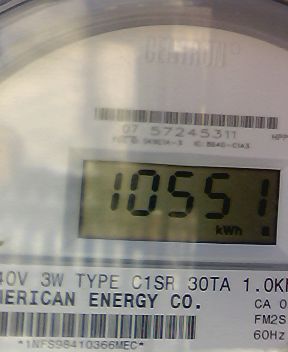 CENTRON
07 57245311
10551
kWh
40V 3W TYPE C1SR 30TA 1.0K
MERICAN ENERGY CO.
CA 0
FM2S
60Hz
*1NFS98410366MEC*